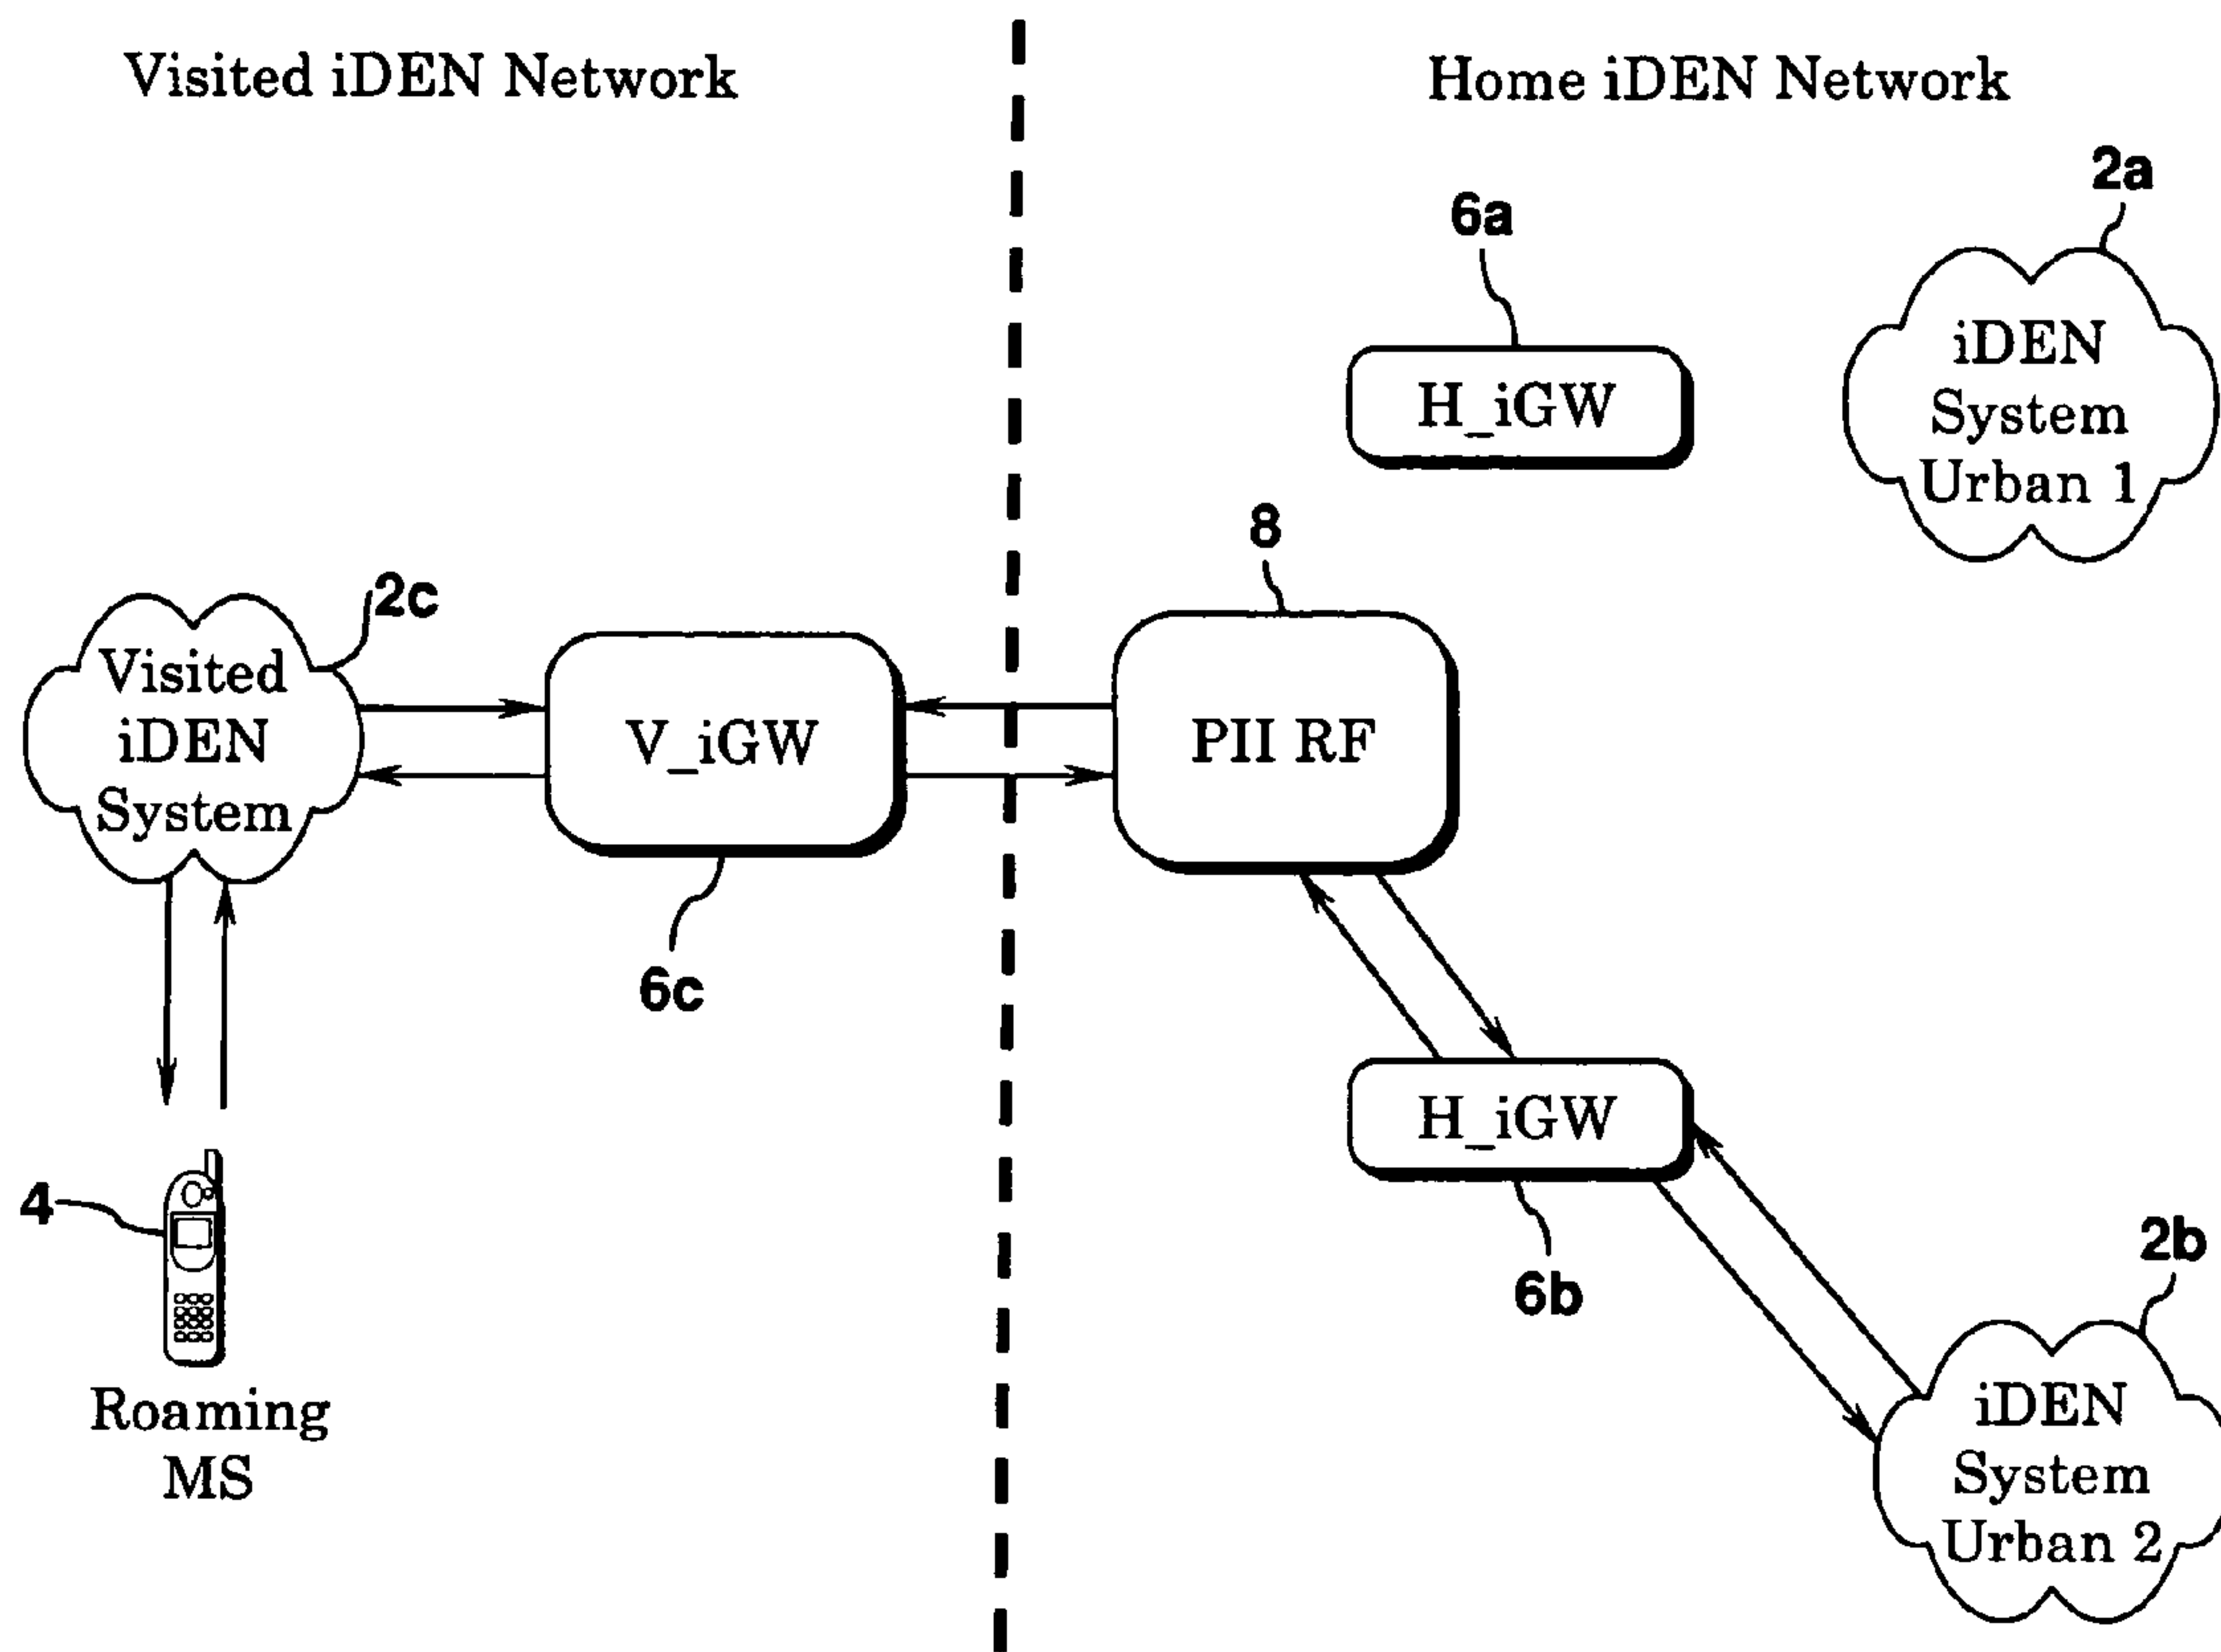 Visited iDEN Network
Home iDEN Network
2a
6a
iDEN
System
Urban 1
H_iGW
8
2c
Visited
iDEN
System
V_iGW
PII RF
6c
H_iGW
4
6b
2b
Roaming
MS
iDEN
System
Urban 2